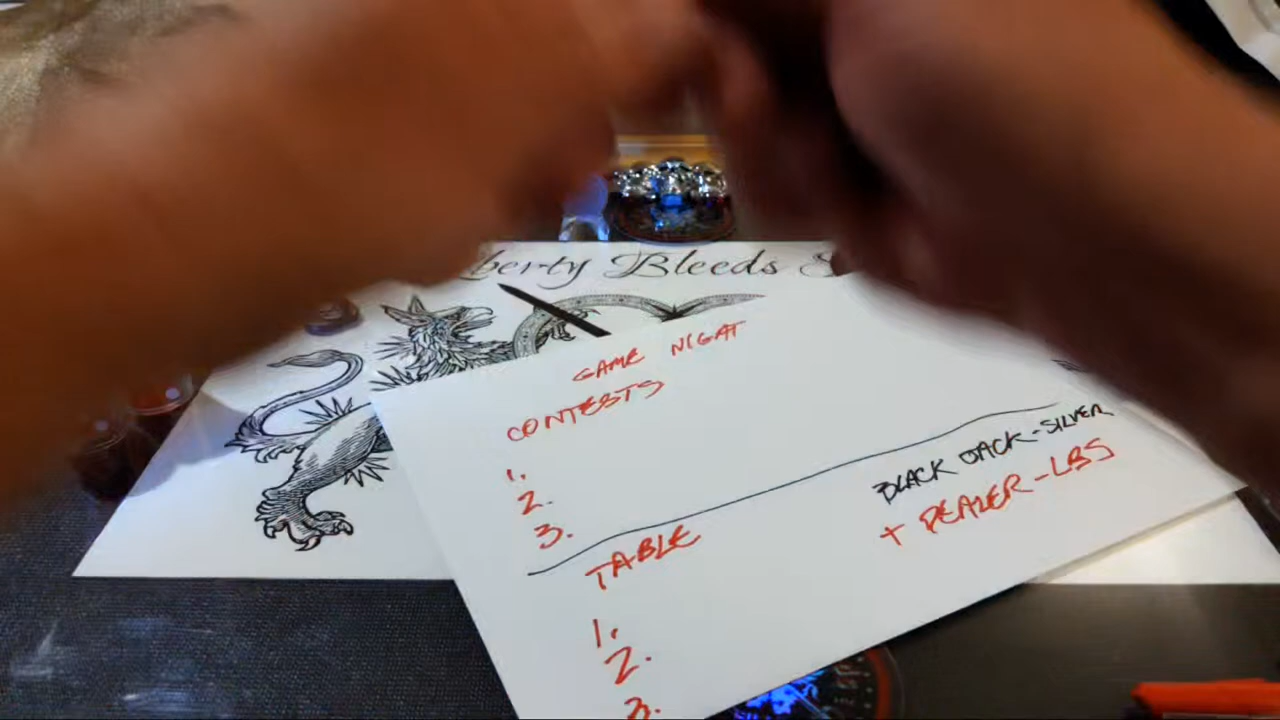 berty Bleeds
GAME NIGHT
CONTESTS
1.
2.
3.
BLACK JACK-SILVER
+ DEALER-LBS
TABLE
1.
2.
3.